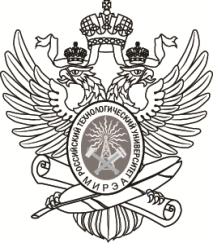 РОССИЙСКИЙ ТЕХНОЛОГИЧЕСКИЙ УНИВЕРСИТЕТ
МИРЭА